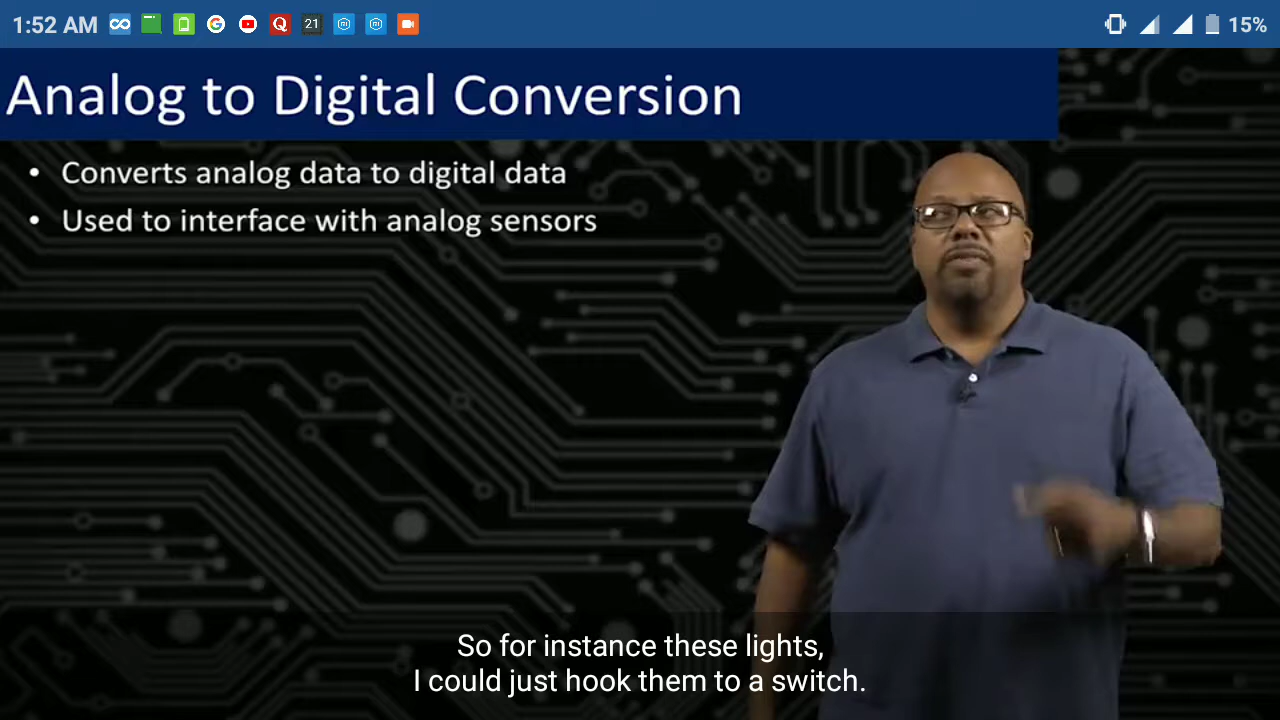 1:52 AM 21 15%
Analog to Digital Conversion
• Converts analog data to digital data
• Used to interface with analog sensors
So for instance these lights,
I could just hook them to a switch.